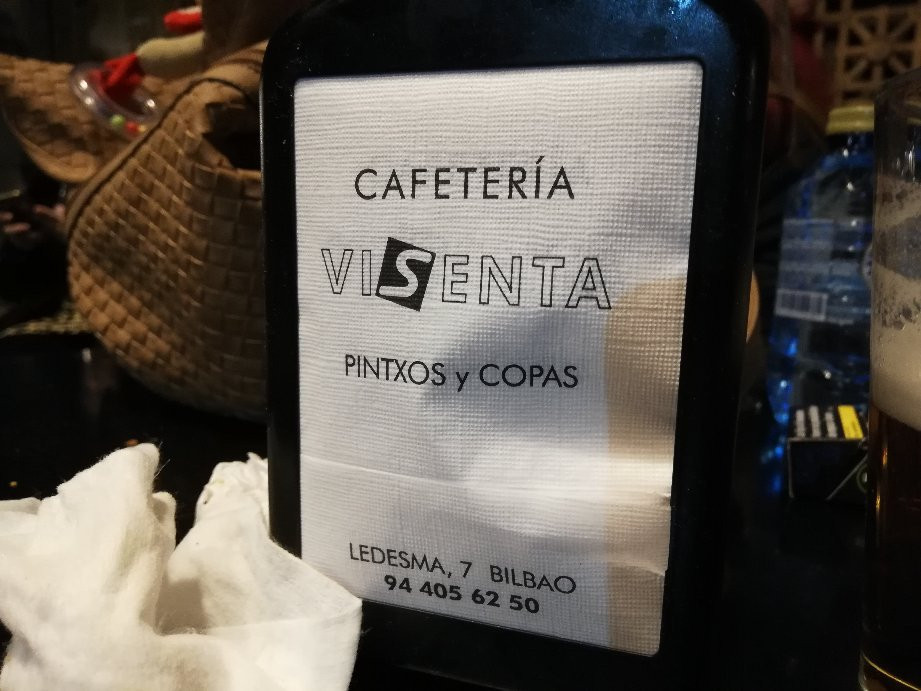 CAFETERÍA
VISENTA
PINTXOS y COPAS
LEDESMA, 7 BILBAO
94 405 62 50